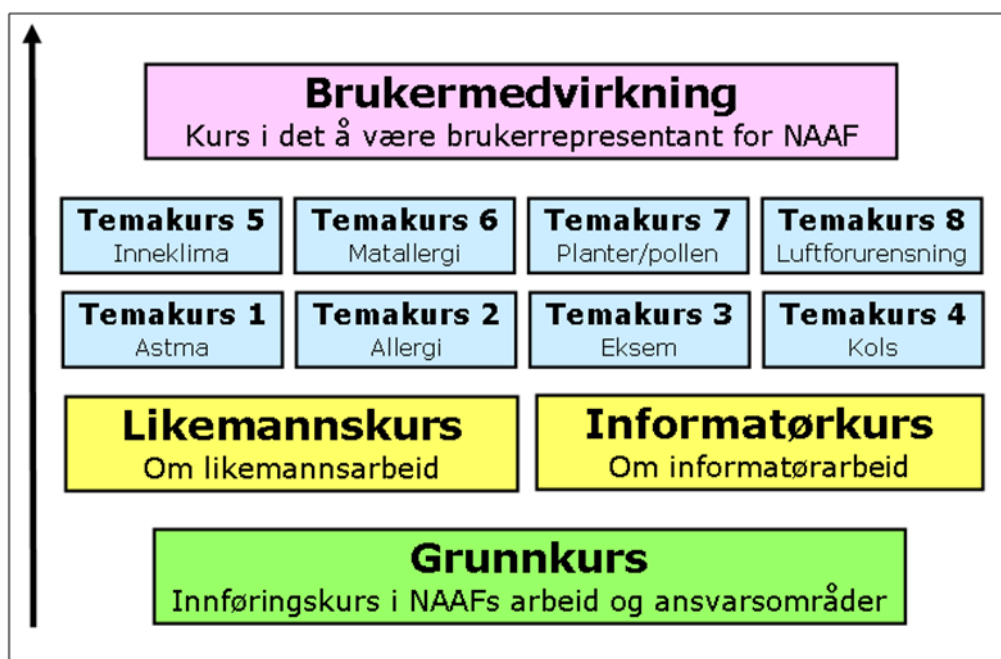 Brukermedvirkning
Kurs i det å være brukerrepresentant for NAAF
Temakurs 5
Inneklima
Temakurs 6
Matallergi
Temakurs 7
Planter/pollen
Temakurs 8
Luftforurensning
Temakurs 1
Astma
Temakurs 2
Allergi
Temakurs 3
Eksem
Temakurs 4
Kols
Likemannskurs
Om likemannsarbeid
Informatørkurs
Om informatørarbeid
Grunnkurs
Innføringskurs i NAAFs arbeid og ansvarsområder